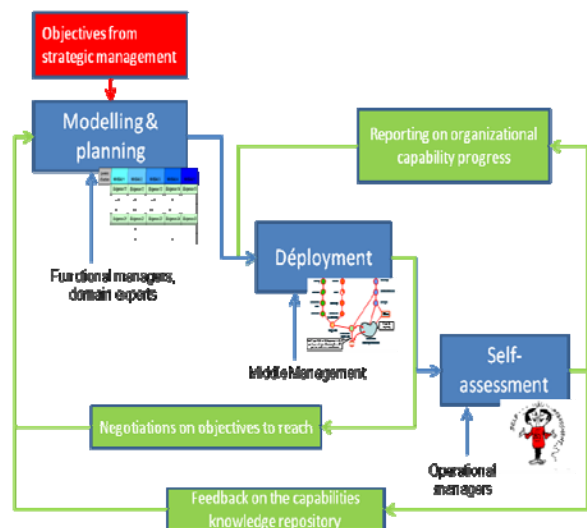 Objectives from
strategic management
Modelling &
planning
Reporting on organizational
capability progress
Déployment
Functional managers,
domain experts
Middle Management
Self-
assessment
Negotiations on objectives to reach
Operational
managers
Feedback on the capabilities
knowledge repository